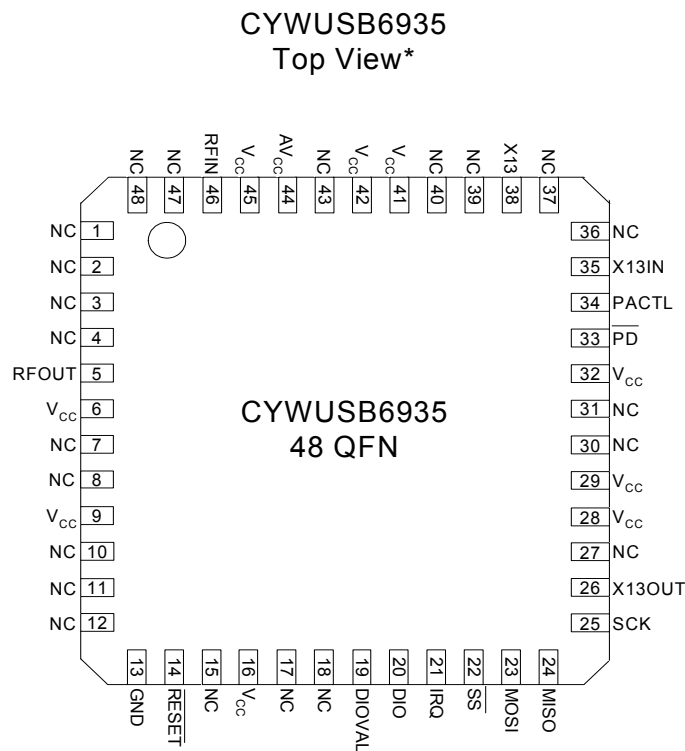 CYWUSB6935
Top View*
NC 48
NC 47
RFIN 46
VCC 45
AVCC 44
NC 43
VCC 42
VCC 41
NC 40
NC 39
X13 38
NC 37
NC 1
NC 2
NC 3
NC 4
RFOUT 5
VCC 6
NC 7
NC 8
VCC 9
NC 10
NC 11
NC 12
CYWUSB6935
48 QFN
36 NC
35 X13IN
34 PACTL
33 PD
32 VCC
31 NC
30 NC
29 VCC
28 VCC
27 NC
26 X13OUT
25 SCK
13 GND
14 RESET
15 NC
16 VCC
17 NC
18 NC
19 DIOVAL
20 DIO
21 IRQ
22 SS
23 MOSI
24 MISO